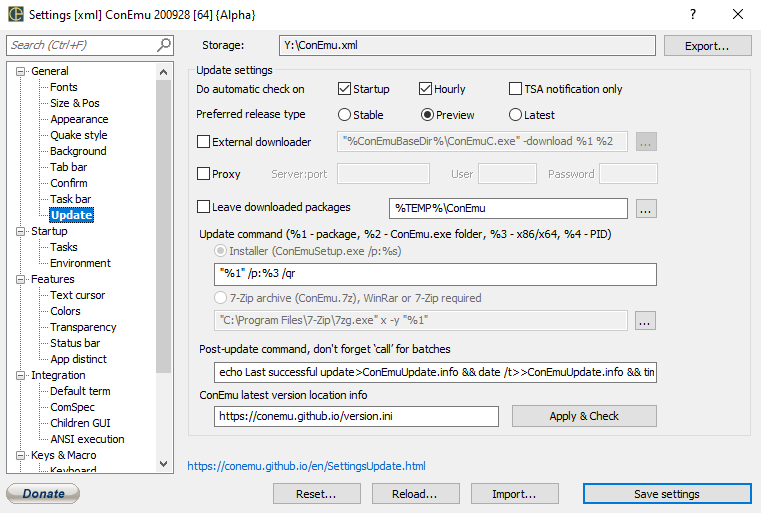 Settings [xml] ConEmu 200928 [64] {Alpha}
Search (Ctrl+F)
Storage:
Y:\ConEmu.xml
Export...
General
Fonts
Size & Pos
Appearance
Quake style
Background
Tab bar
Confirm
Task bar
Update
Startup
Tasks
Environment
Features
Text cursor
Colors
Transparency
Status bar
App distinct
Integration
Default term
ComSpec
Children GUI
ANSI execution
Keys & Macro
Keyboard
Update settings
Do automatic check on Startup Hourly TSA notification only
Preferred release type Stable Preview Latest
External downloader "%ConEmuBaseDir%\ConEmuC.exe" -download %1 %2 ...
Proxy Server:port User Password
Leave downloaded packages %TEMP%\ConEmu ...
Update command (%1 - package, %2 - ConEmu.exe folder, %3 - x86/x64, %4 - PID)
Installer (ConEmuSetup.exe /p:%s)
"%1" /p:%3 /qr
7-Zip archive (ConEmu.7z), WinRar or 7-Zip required
"C:\Program Files\7-Zip\7zg.exe" x -y "%1" ...
Post-update command, don't forget ‘call’ for batches
echo Last successful update>ConEmuUpdate.info && date /t>>ConEmuUpdate.info && tim
ConEmu latest version location info
https://conemu.github.io/version.ini Apply & Check
https://conemu.github.io/en/SettingsUpdate.html
Donate Reset... Reload... Import... Save settings